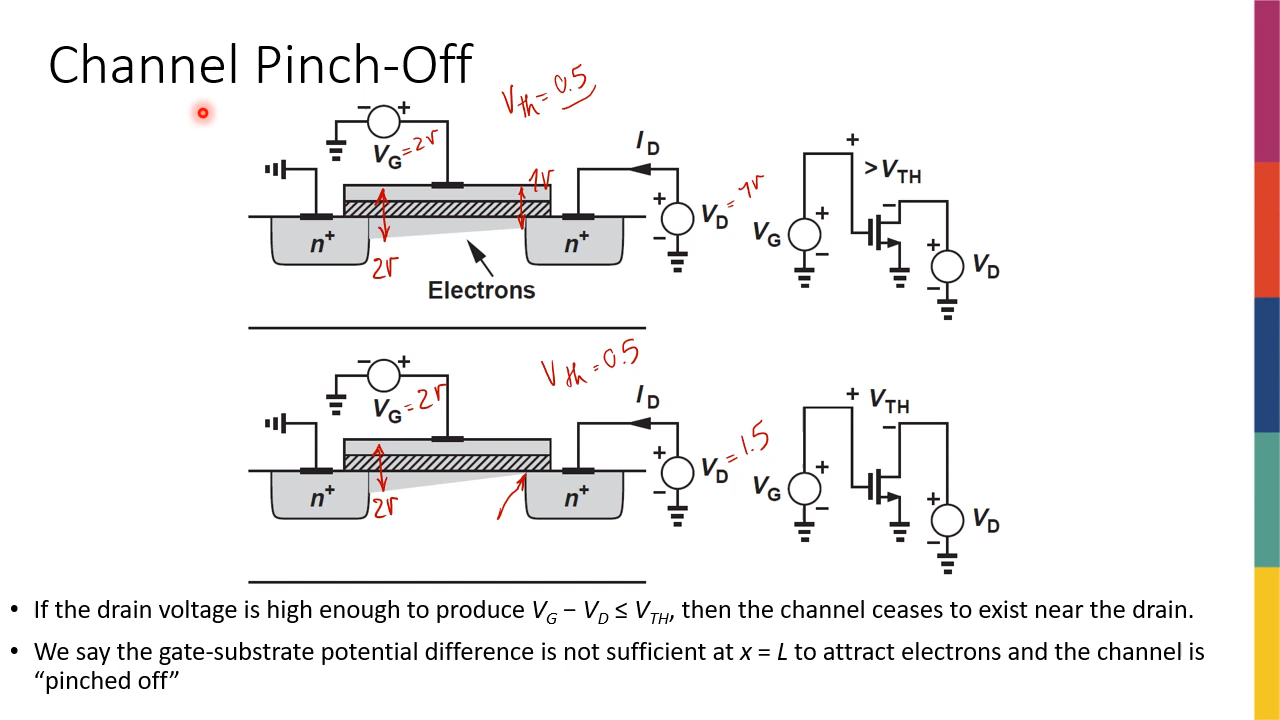 Channel Pinch-Off
Vth = 0.5
− +
VG = 2V
ID
1V
+
−
VD = 1V
n+
n+
2V
Electrons
+
> VTH
−
VG
+
−
+
−
VD
Vth = 0.5
− +
VG = 2V
ID
+
−
VD = 1.5
n+
n+
2V
+ VTH
−
VG
+
−
+
−
VD
• If the drain voltage is high enough to produce VG − VD ≤ VTH, then the channel ceases to exist near the drain.
• We say the gate-substrate potential difference is not sufficient at x = L to attract electrons and the channel is
“pinched off”